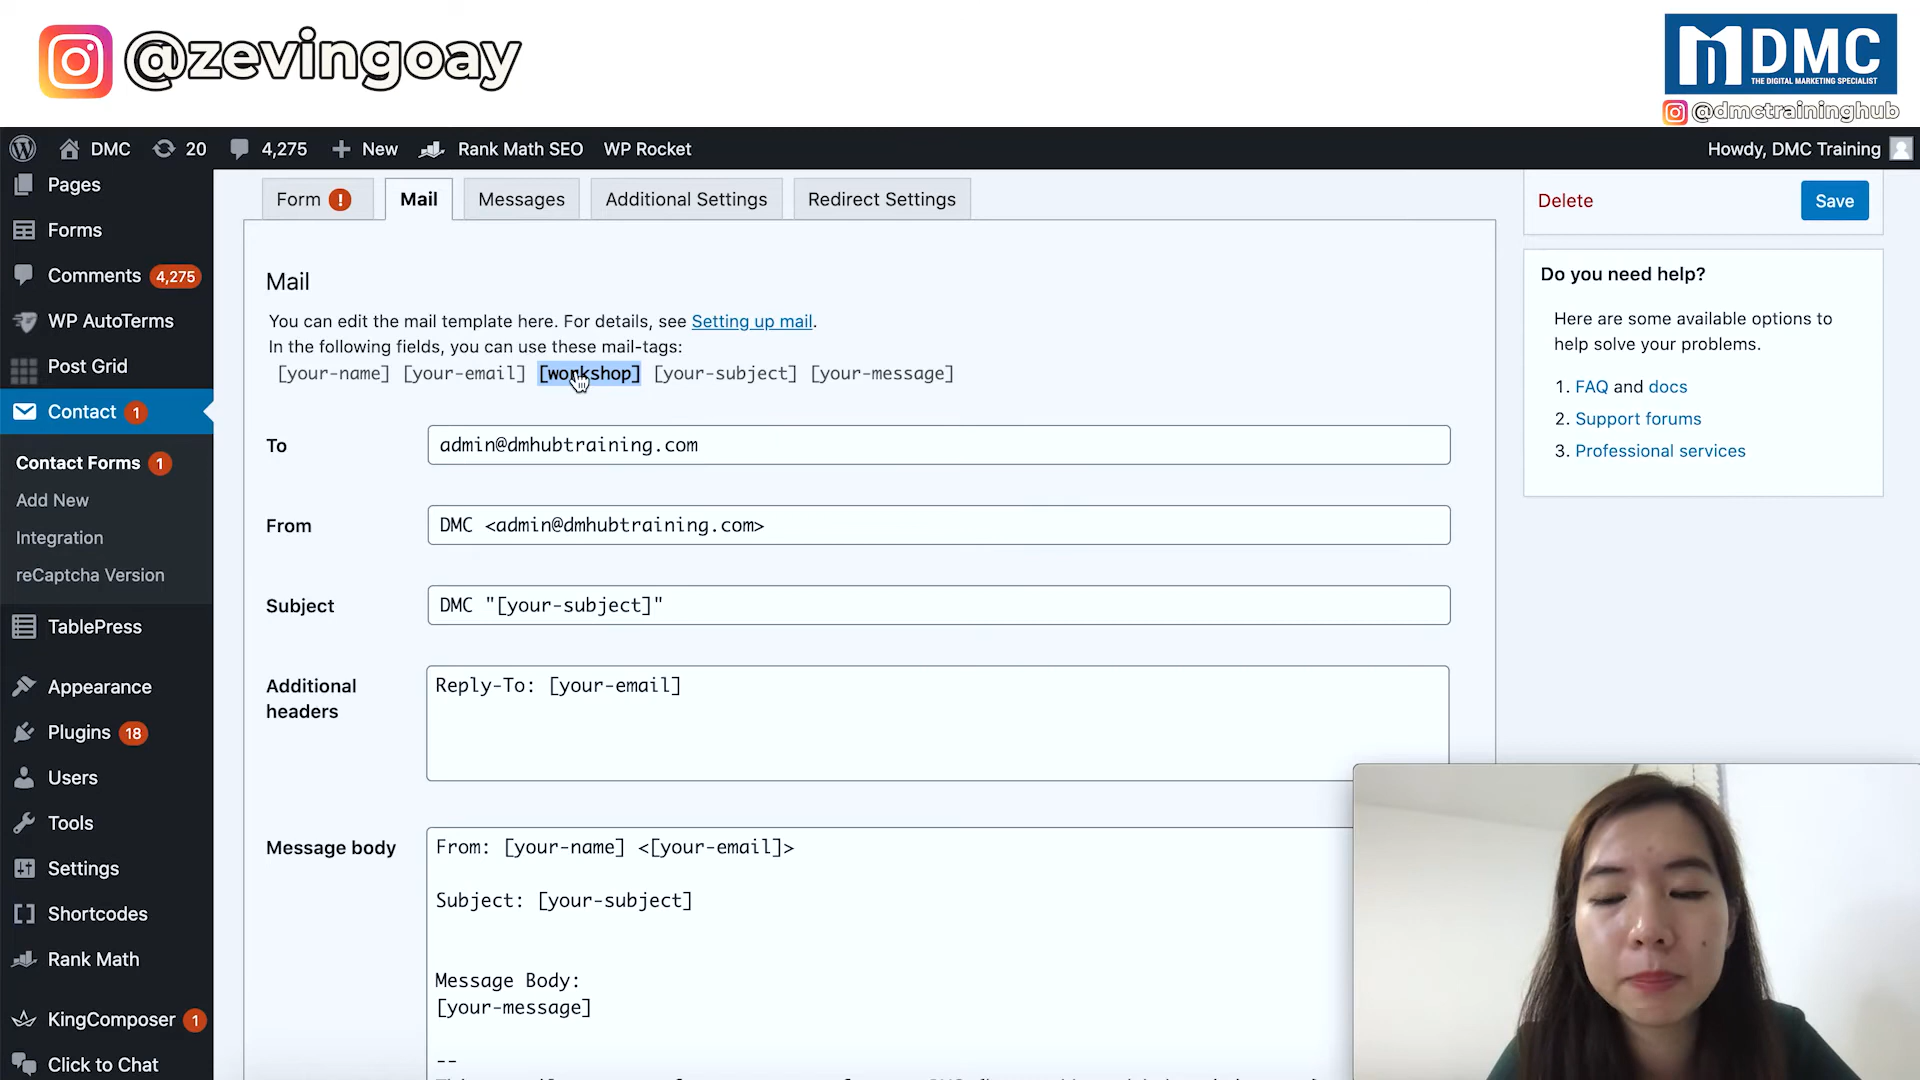 @zevingoay
DMC
THE DIGITAL MARKETING SPECIALIST
@dmctraininghub
DMC 20 4,275 New Rank Math SEO WP Rocket Howdy, DMC Training
Pages
Forms
Comments 4,275
WP AutoTerms
Post Grid
Contact 1
Contact Forms 1
Add New
Integration
reCaptcha Version
TablePress
Appearance
Plugins 18
Users
Tools
Settings
Shortcodes
Rank Math
KingComposer 1
Click to Chat
Form ! Mail Messages Additional Settings Redirect Settings
Mail
You can edit the mail template here. For details, see Setting up mail.
In the following fields, you can use these mail-tags:
[your-name] [your-email] [workshop] [your-subject] [your-message]
To admin@dmhubtraining.com
From DMC <admin@dmhubtraining.com>
Subject DMC "[your-subject]"
Additional headers
Reply-To: [your-email]
Message body
From: [your-name] <[your-email]>
Subject: [your-subject]
Message Body:
[your-message]
--
Delete Save
Do you need help?
Here are some available options to
help solve your problems.
1. FAQ and docs
2. Support forums
3. Professional services